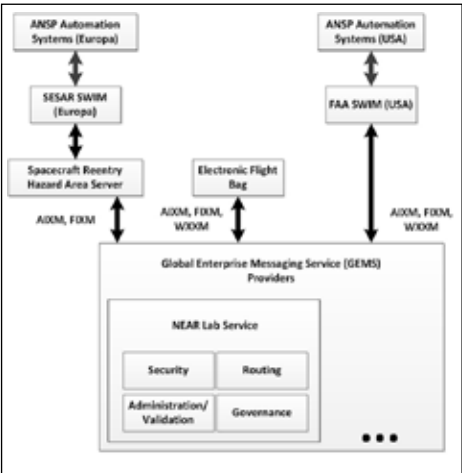 ANSP Automation
Systems (Europa)
ANSP Automation
Systems (USA)
SESAR SWIM
(Europa)
FAA SWIM (USA)
Spacecraft Reentry
Hazard Area Server
Electronic Flight
Bag
AIXM, FIXM
AIXM, FIXM,
WXXM
AIXM, FIXM,
WXXM
Global Enterprise Messaging Service (GEMS)
Providers
NEAR Lab Service
Security
Routing
Administration/
Validation
Governance
•••